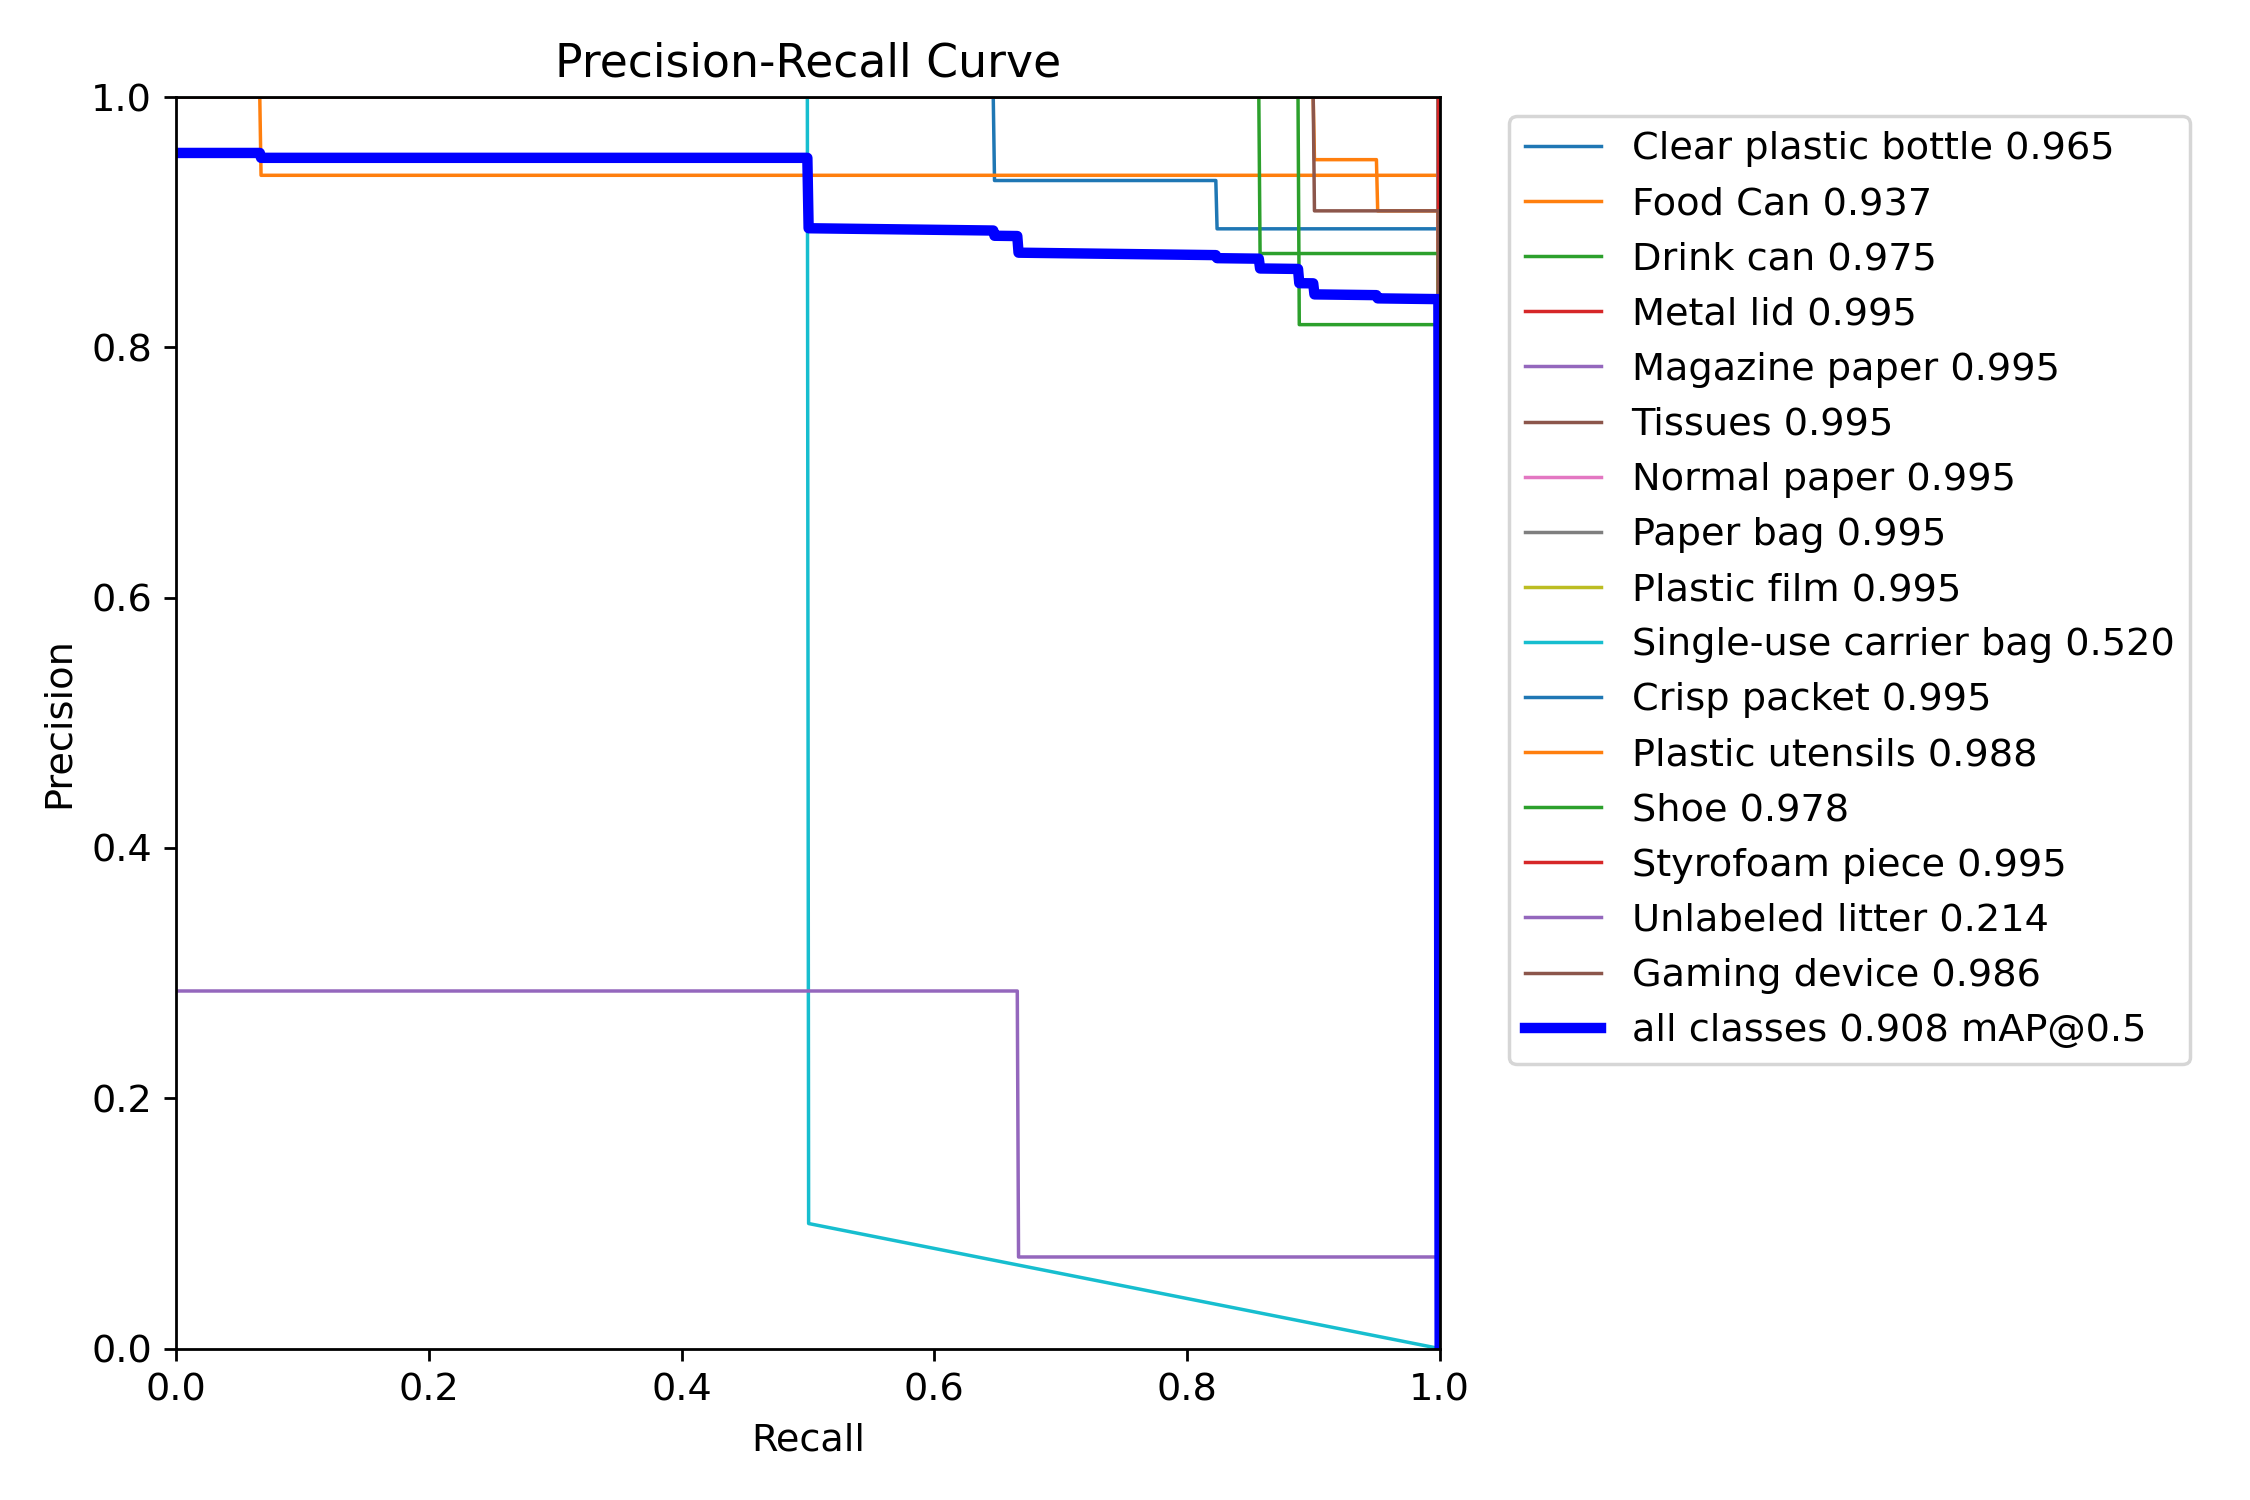 Precision-Recall Curve
1.0
0.8
0.6
0.4
0.2
0.0
Precision
0.0 0.2 0.4 0.6 0.8 1.0
Recall
Clear plastic bottle 0.965
Food Can 0.937
Drink can 0.975
Metal lid 0.995
Magazine paper 0.995
Tissues 0.995
Normal paper 0.995
Paper bag 0.995
Plastic film 0.995
Single-use carrier bag 0.520
Crisp packet 0.995
Plastic utensils 0.988
Shoe 0.978
Styrofoam piece 0.995
Unlabeled litter 0.214
Gaming device 0.986
all classes 0.908 mAP@0.5